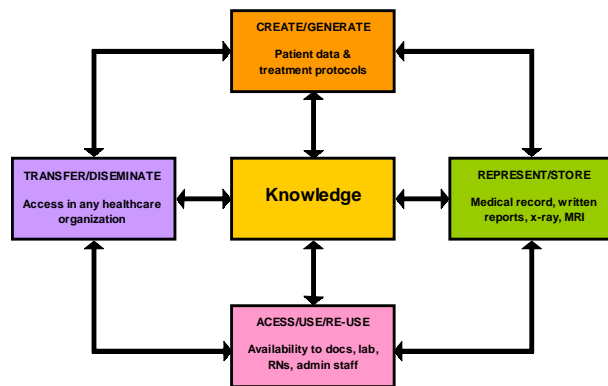 CREATE/GENERATE
Patient data &
treatment protocols
TRANSFER/DISEMINATE
Access in any healthcare
organization
Knowledge
REPRESENT/STORE
Medical record, written
reports, x-ray, MRI
ACESS/USE/RE-USE
Availability to docs, lab,
RNs, admin staff